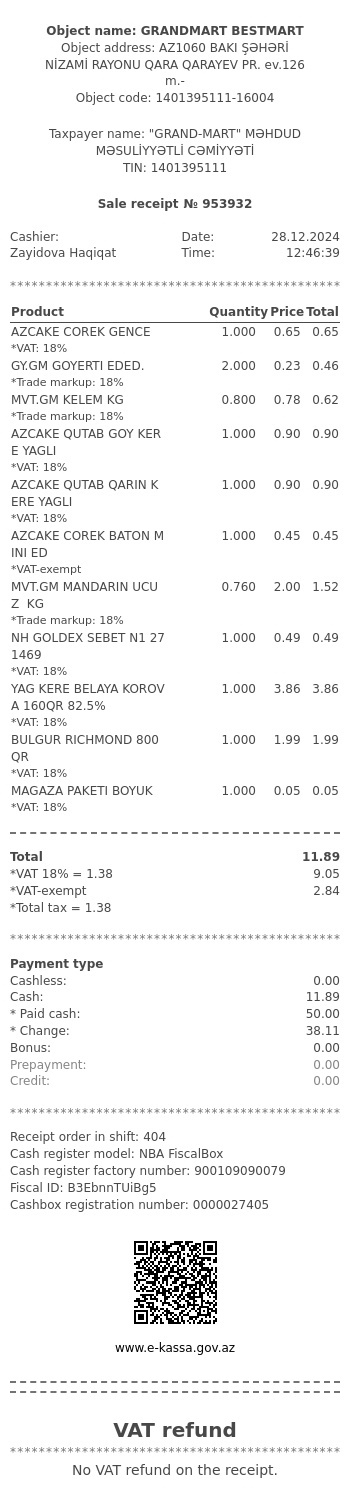 Object name: GRANDMART BESTMART
Object address: AZ1060 BAKI ŞƏHƏRİ
NİZAMİ RAYONU QARA QARAYEV PR. ev.126
m.-
Object code: 1401395111-16004
Taxpayer name: "GRAND-MART" MƏHDUD
MƏSULİYYƏTLİ CƏMİYYƏTİ
TIN: 1401395111
Sale receipt № 953932
Cashier: Date: 28.12.2024
Zayidova Haqiqat Time: 12:46:39
**********************************************
Product Quantity Price Total
AZCAKE COREK GENCE 1.000 0.65 0.65
*VAT: 18%
GY.GM GOYERTI EDED. 2.000 0.23 0.46
*Trade markup: 18%
MVT.GM KELEM KG 0.800 0.78 0.62
*Trade markup: 18%
AZCAKE QUTAB GOY KER 1.000 0.90 0.90
E YAGLI
*VAT: 18%
AZCAKE QUTAB QARIN K 1.000 0.90 0.90
ERE YAGLI
*VAT: 18%
AZCAKE COREK BATON M 1.000 0.45 0.45
INI ED
*VAT-exempt
MVT.GM MANDARIN UCU 0.760 2.00 1.52
Z KG
*Trade markup: 18%
NH GOLDEX SEBET N1 27 1.000 0.49 0.49
1469
*VAT: 18%
YAG KERE BELAYA KOROV 1.000 3.86 3.86
A 160QR 82.5%
*VAT: 18%
BULGUR RICHMOND 800 1.000 1.99 1.99
QR
*VAT: 18%
MAGAZA PAKETI BOYUK 1.000 0.05 0.05
*VAT: 18%
Total 11.89
*VAT 18% = 1.38 9.05
*VAT-exempt 2.84
*Total tax = 1.38
**********************************************
Payment type
Cashless: 0.00
Cash: 11.89
* Paid cash: 50.00
* Change: 38.11
Bonus: 0.00
Prepayment: 0.00
Credit: 0.00
**********************************************
Receipt order in shift: 404
Cash register model: NBA FiscalBox
Cash register factory number: 900109090079
Fiscal ID: B3EbnnTUiBg5
Cashbox registration number: 0000027405
www.e-kassa.gov.az
VAT refund
**********************************************
No VAT refund on the receipt.